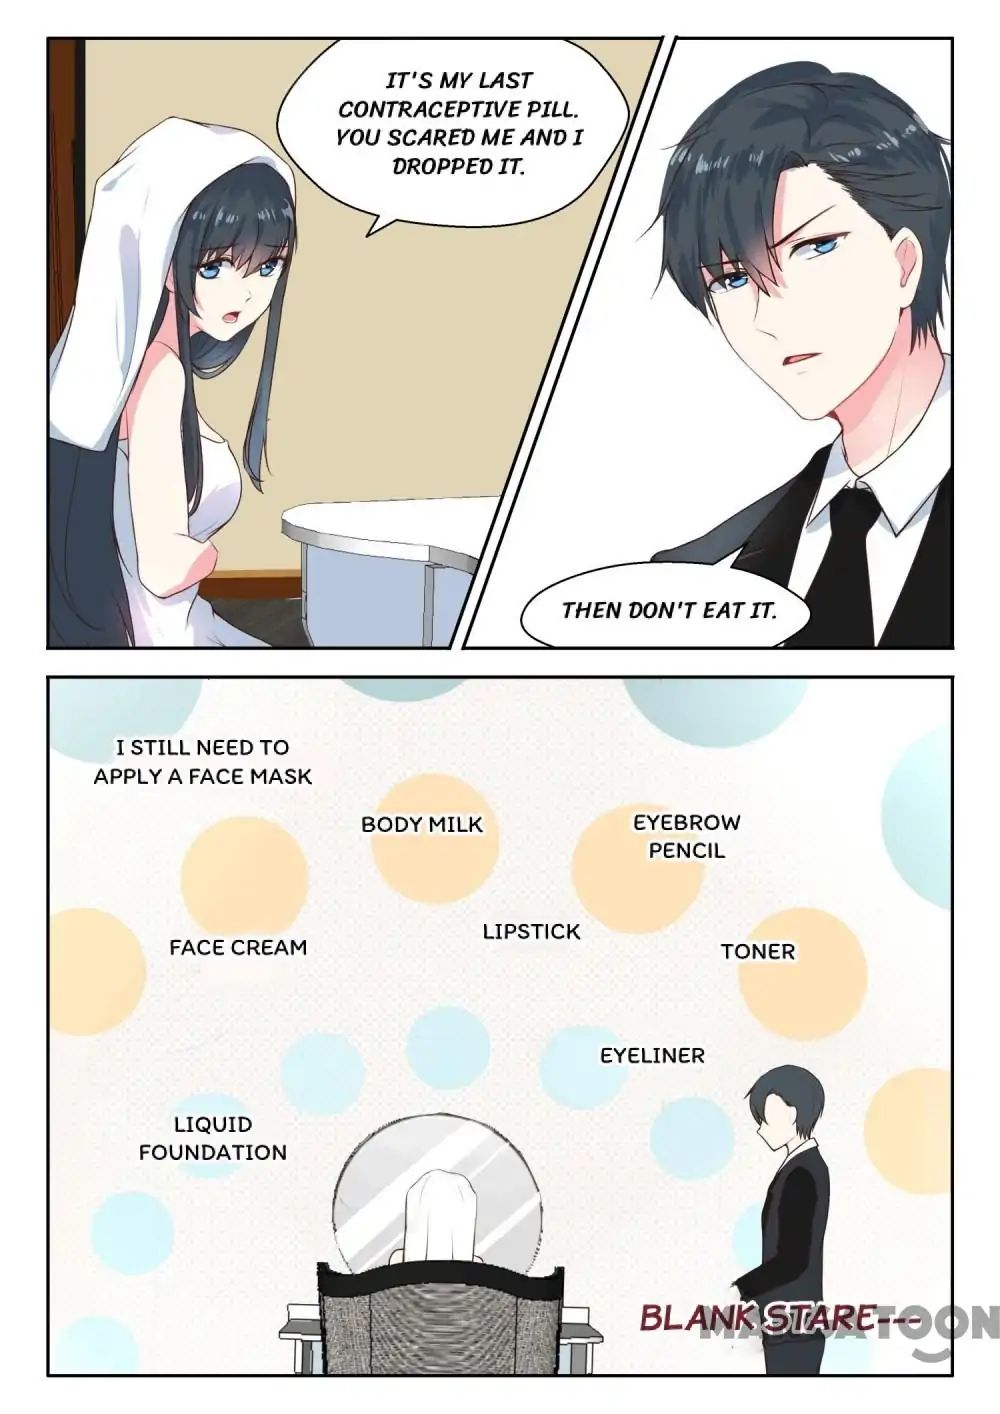 IT'S MY LAST
CONTRACEPTIVE PILL.
YOU SCARED ME AND I
DROPPED IT.
THEN DON'T EAT IT.
I STILL NEED TO
APPLY A FACE MASK
BODY MILK
EYEBROW
PENCIL
FACE CREAM
LIPSTICK
TONER
EYELINER
LIQUID
FOUNDATION
BLANK STARE---
MANGATOON